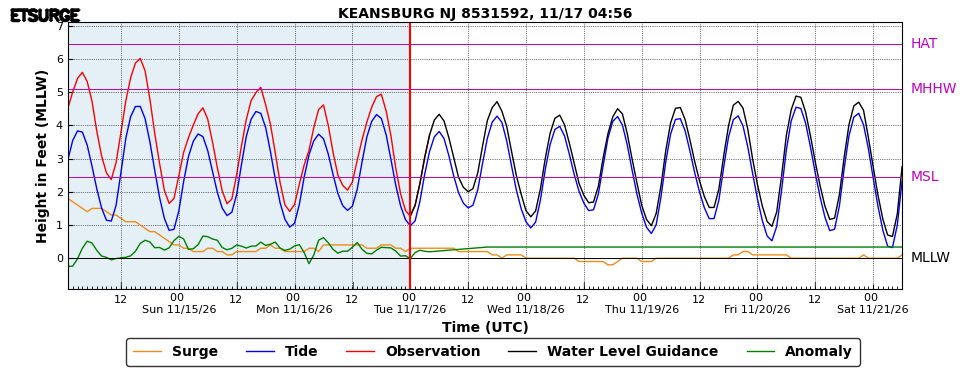 ETSURGE
KEANSBURG NJ 8531592, 11/17 04:56
Height in Feet (MLLW)
7
6
5
4
3
2
1
0
HAT
MHHW
MSL
MLLW
12 00 12 00 12 00 12 00 12 00 12 00 12 00
Sun 11/15/26 Mon 11/16/26 Tue 11/17/26 Wed 11/18/26 Thu 11/19/26 Fri 11/20/26 Sat 11/21/26
Time (UTC)
Surge Tide Observation Water Level Guidance Anomaly